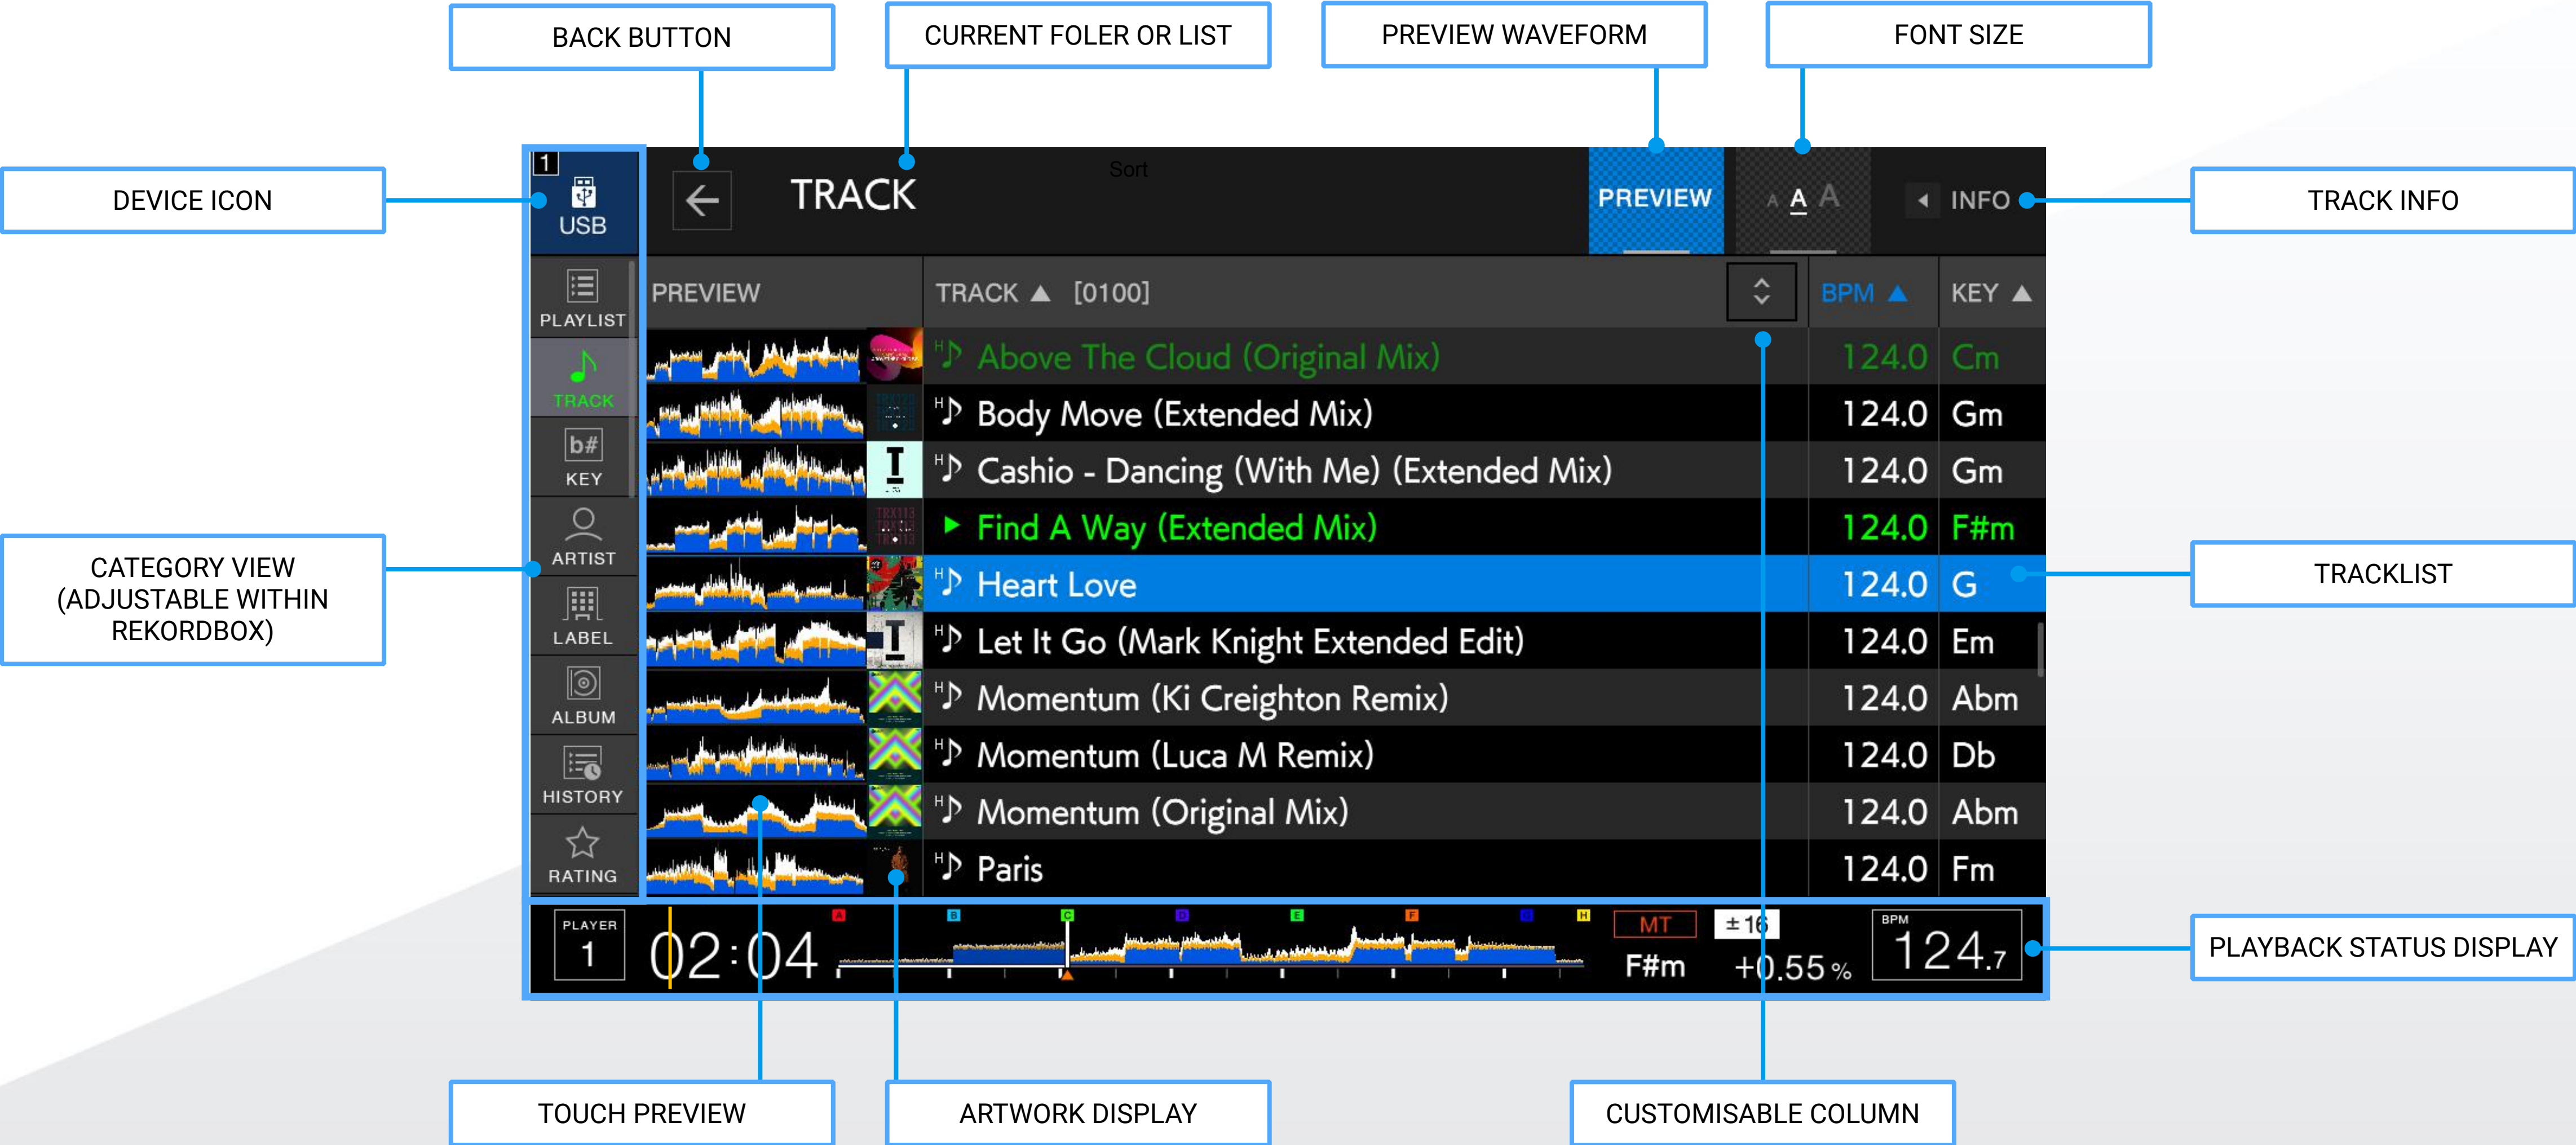 BACK BUTTON
CURRENT FOLER OR LIST
PREVIEW WAVEFORM
FONT SIZE
DEVICE ICON
1
USB
TRACK
Sort
PREVIEW
A A A
INFO
TRACK INFO
PLAYLIST
PREVIEW
TRACK ▲ [0100]
BPM ▲
KEY ▲
TRACK
b#
KEY
ARTIST
LABEL
ALBUM
HISTORY
RATING
CATEGORY VIEW
(ADJUSTABLE WITHIN
REKORDBOX)
H Above The Cloud (Original Mix) 124.0 Cm
H Body Move (Extended Mix) 124.0 Gm
H Cashio - Dancing (With Me) (Extended Mix) 124.0 Gm
Find A Way (Extended Mix) 124.0 F#m
H Heart Love 124.0 G
H Let It Go (Mark Knight Extended Edit) 124.0 Em
H Momentum (Ki Creighton Remix) 124.0 Abm
H Momentum (Luca M Remix) 124.0 Db
H Momentum (Original Mix) 124.0 Abm
H Paris 124.0 Fm
TRACKLIST
PLAYER
1
02:04
A B C D E F G H
MT
F#m
±16
+0.55 %
BPM
124.7
PLAYBACK STATUS DISPLAY
TOUCH PREVIEW
ARTWORK DISPLAY
CUSTOMISABLE COLUMN